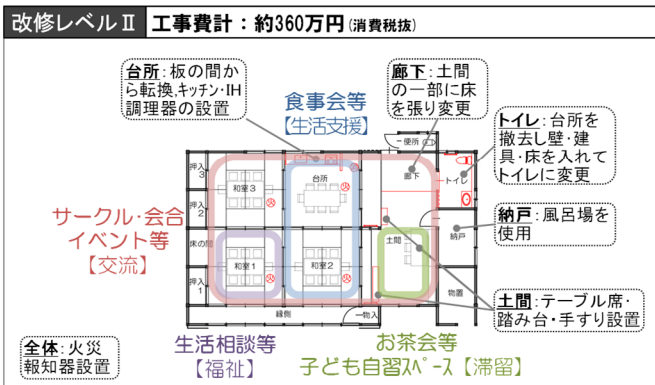 改修レベルⅡ 工事費計：約360万円(消費税抜)
台所：板の間か
ら転換,キッチン・IH
調理器の設置
食事会等
【生活支援】
廊下：土間
の一部に床
を張り変更
トイレ：台所を
撤去し壁・建
具・床を入れて
トイレに変更
納戸：風呂場を
使用
土間：テーブル席・
踏み台・手すり設置
サークル・会合
イベント等
【交流】
押入3
押入2
床の間
押入1
和室3
台所
便所
廊下
トイレ
和室1
和室2
土間
納戸
物置
縁側
物入
全体：火災
報知器設置
生活相談等
【福祉】
お茶会等
子ども自習スペース【滞留】